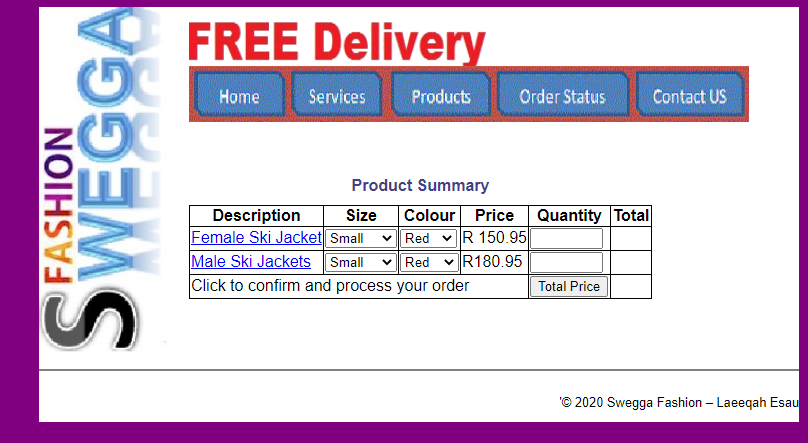 SWEGGA
FASHION
FREE Delivery
Home Services Products Order Status Contact US
Product Summary
Description Size Colour Price Quantity Total
Female Ski Jacket Small Red R 150.95
Male Ski Jackets Small Red R180.95
Click to confirm and process your order Total Price
'© 2020 Swegga Fashion – Laeeqah Esau